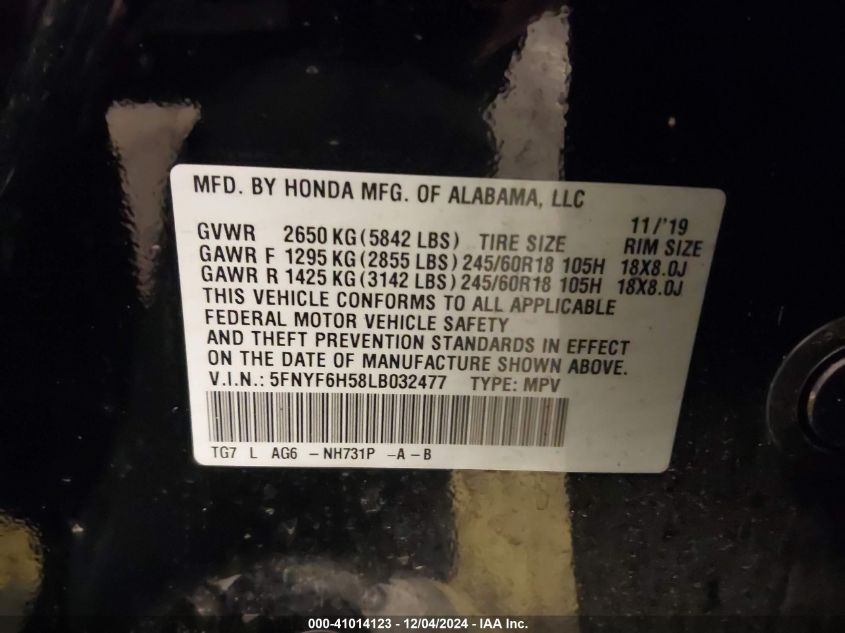 MFD. BY HONDA MFG. OF ALABAMA, LLC
11/'19
GVWR 2650 KG (5842 LBS) TIRE SIZE RIM SIZE
GAWR F 1295 KG (2855 LBS) 245/60R18 105H 18X8.0J
GAWR R 1425 KG (3142 LBS) 245/60R18 105H 18X8.0J
THIS VEHICLE CONFORMS TO ALL APPLICABLE
FEDERAL MOTOR VEHICLE SAFETY
AND THEFT PREVENTION STANDARDS IN EFFECT
ON THE DATE OF MANUFACTURE SHOWN ABOVE.
V.I.N.: 5FNYF6H58LB032477 TYPE: MPV
TG7 L AG6 -NH731P -A-B
000-41014123 - 12/04/2024 - IAA Inc.